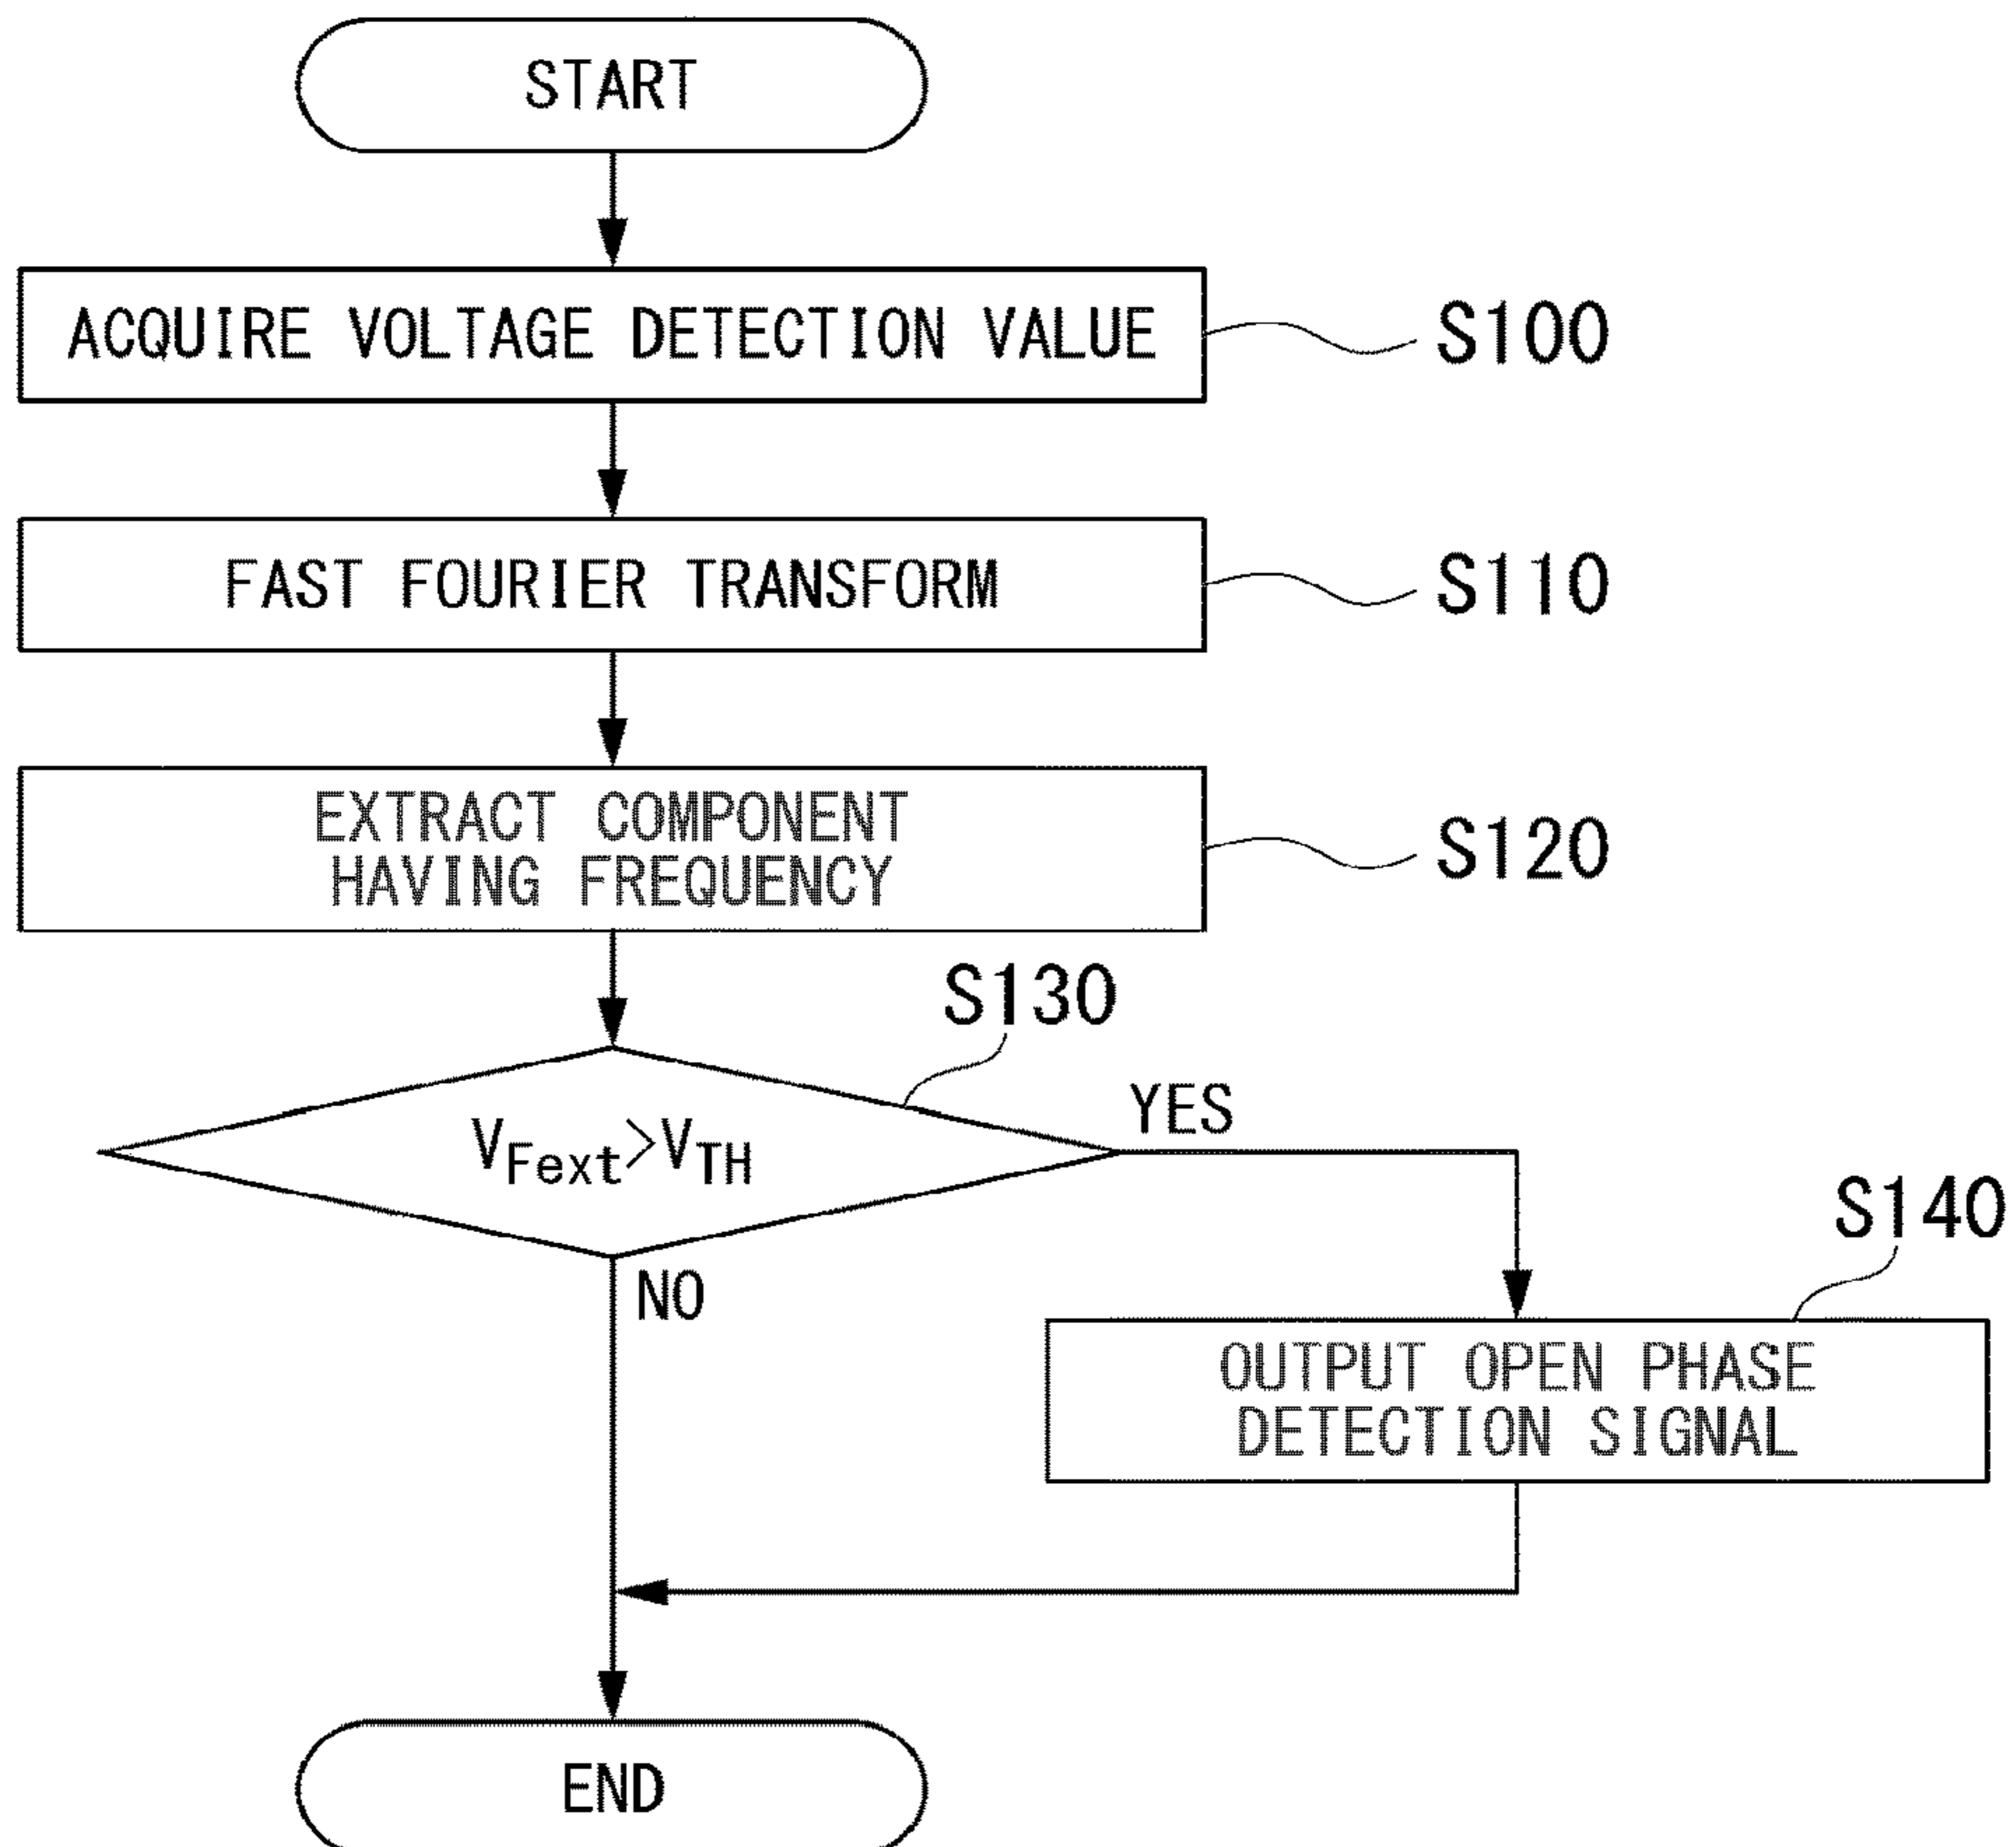 START
ACQUIRE VOLTAGE DETECTION VALUE
S100
FAST FOURIER TRANSFORM
S110
EXTRACT COMPONENT
HAVING FREQUENCY
S120
S130
VFext>VTH
YES
NO
S140
OUTPUT OPEN PHASE
DETECTION SIGNAL
END